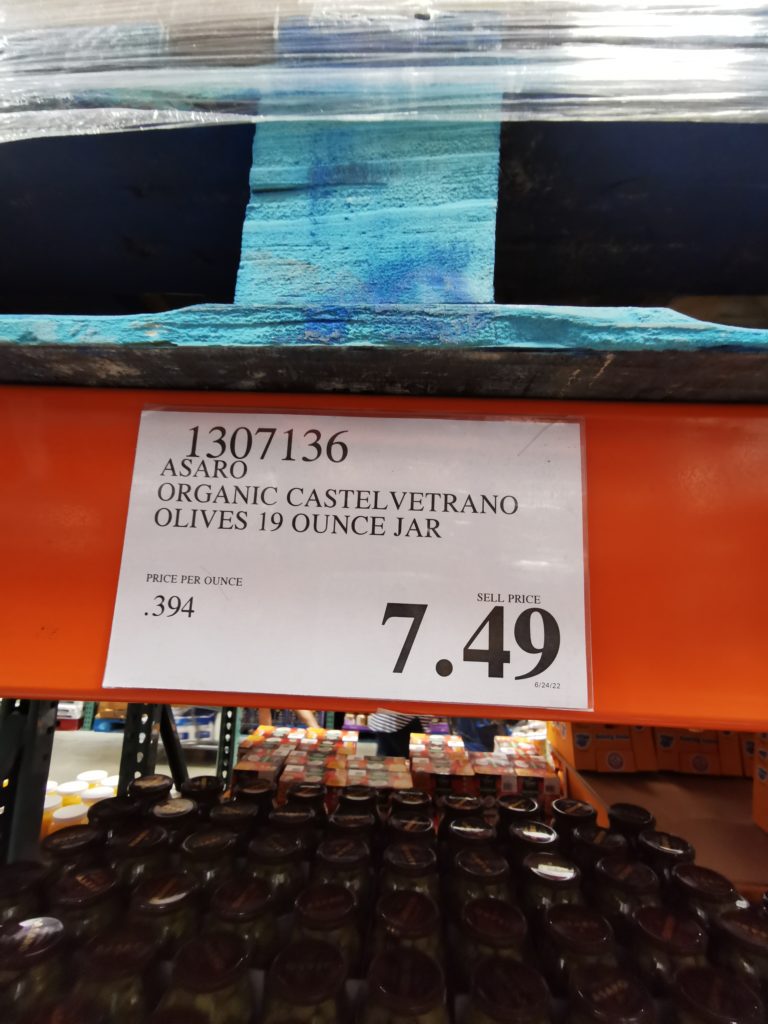 1307136
ASARO
ORGANIC CASTELVETRANO
OLIVES 19 OUNCE JAR
PRICE PER OUNCE
.394
SELL PRICE
7.49
6/24/22